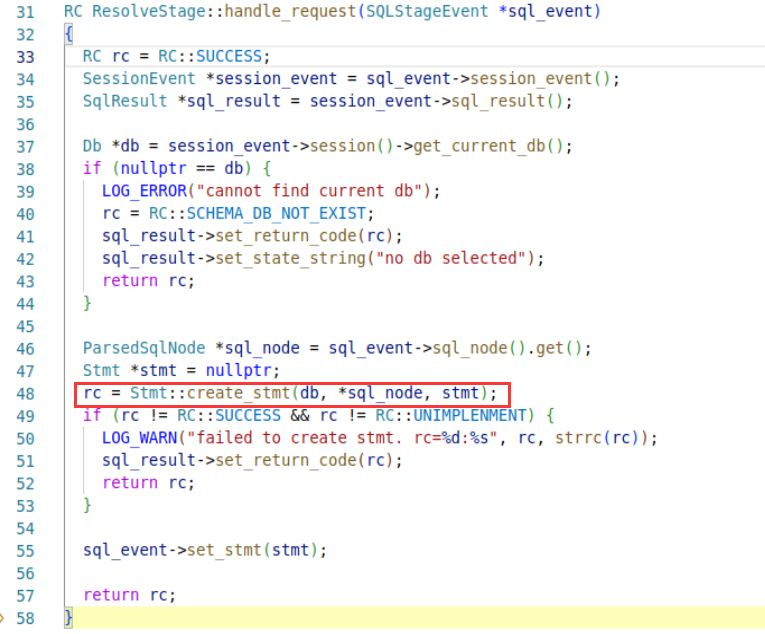 31 RC ResolveStage::handle_request(SQLStageEvent *sql_event)
32 {
33   RC rc = RC::SUCCESS;
34   SessionEvent *session_event = sql_event->session_event();
35   SqlResult *sql_result = session_event->sql_result();
36
37   Db *db = session_event->session()->get_current_db();
38   if (nullptr == db) {
39     LOG_ERROR("cannot find current db");
40     rc = RC::SCHEMA_DB_NOT_EXIST;
41     sql_result->set_return_code(rc);
42     sql_result->set_state_string("no db selected");
43     return rc;
44   }
45
46   ParsedSqlNode *sql_node = sql_event->sql_node().get();
47   Stmt *stmt = nullptr;
48   rc = Stmt::create_stmt(db, *sql_node, stmt);
49   if (rc != RC::SUCCESS && rc != RC::UNIMPLENMENT) {
50     LOG_WARN("failed to create stmt. rc=%d:%s", rc, strrc(rc));
51     sql_result->set_return_code(rc);
52     return rc;
53   }
54
55   sql_event->set_stmt(stmt);
56
57   return rc;
58 }